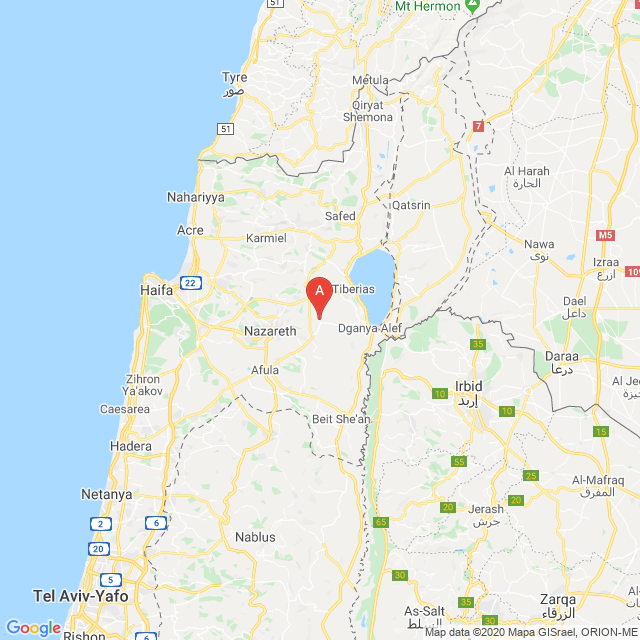 51
Mt Hermon
Tyre
صور
Metula
Qiryat
Shemona
51
7
Al Harah
الحارة
Nahariyya
Safed
Qatsrin
Acre
Karmiel
M5
Nawa
نوى
Izraa
ازرع
109
22
Haifa
A
Tiberias
Dael
داعل
Nazareth
Dganya Alef
35
Daraa
درعا
Afula
Zihron
Ya'akov
Irbid
إربد
10
Al Jee
Caesarea
10
Beit She'an
15
Hadera
55
25
Al-Mafraq
المفرق
Netanya
20
20
Jerash
جرش
2
6
65
Nablus
20
5
30
35
Tel Aviv-Yafo
Zarqa
الزرقاء
As-Salt
السلط
30
Rishon
6
Google
Map data ©2020 Mapa GISrael, ORION-ME